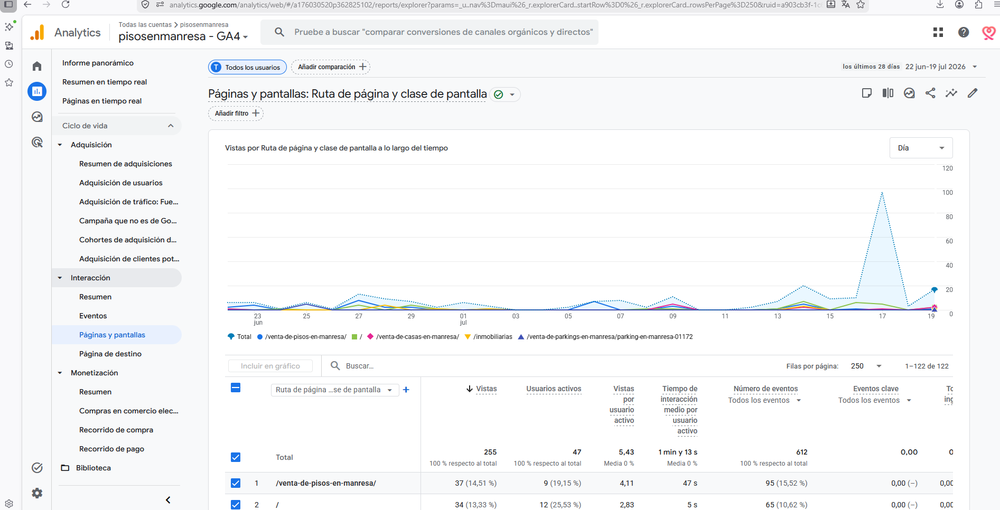 analytics.google.com/analytics/web/#/a176030520p362825102/reports/explorer?params=_u..nav%3Dmaui%26_r.explorerCard..startRow%3D0%26_r.explorerCard..rowsPerPage%3D250&ruid=a903cb3f-1c
Analytics
Todas las cuentas > pisosenmanresa
pisosenmanresa - GA4
Pruebe a buscar "comparar conversiones de canales orgánicos y directos"
Informe panorámico
Resumen en tiempo real
Páginas en tiempo real
Ciclo de vida
Adquisición
Resumen de adquisiciones
Adquisición de usuarios
Adquisición de tráfico: Fue...
Campaña que no es de Go...
Cohortes de adquisición d...
Adquisición de clientes pot...
Interacción
Resumen
Eventos
Páginas y pantallas
Página de destino
Monetización
Resumen
Compras en comercio elec...
Recorrido de compra
Recorrido de pago
Biblioteca
T Todos los usuarios
Añadir comparación
los últimos 28 días 22 jun-19 jul 2026
Páginas y pantallas: Ruta de página y clase de pantalla
Añadir filtro
Vistas por Ruta de página y clase de pantalla a lo largo del tiempo
Día
120
100
80
60
40
20
0
23 25 27 29 01 03 05 07 09 11 13 15 17 19
jun jul
Total /venta-de-pisos-en-manresa/ / /venta-de-casas-en-manresa/ /inmobiliarias /venta-de-parkings-en-manresa/parking-en-manresa-01172
Incluir en gráfico Buscar... Filas por página: 250 1–122 de 122
Ruta de página ...se de pantalla
Vistas
Usuarios activos
Vistas por usuario activo
Tiempo de interacción medio por usuario activo
Número de eventos
Todos los eventos
Eventos clave
Todos los eventos
To
ing
Total 255 47 5,43 1 min y 13 s 612 0,00 0
100 % respecto al total 100 % respecto al total Media 0 % Media 0 % 100 % respecto al total
1 /venta-de-pisos-en-manresa/ 37 (14,51 %) 9 (19,15 %) 4,11 47 s 95 (15,52 %) 0,00 (–) 0,00
2 / 34 (13,33 %) 12 (25,53 %) 2,83 5 s 65 (10,62 %) 0,00 (–) 0,00